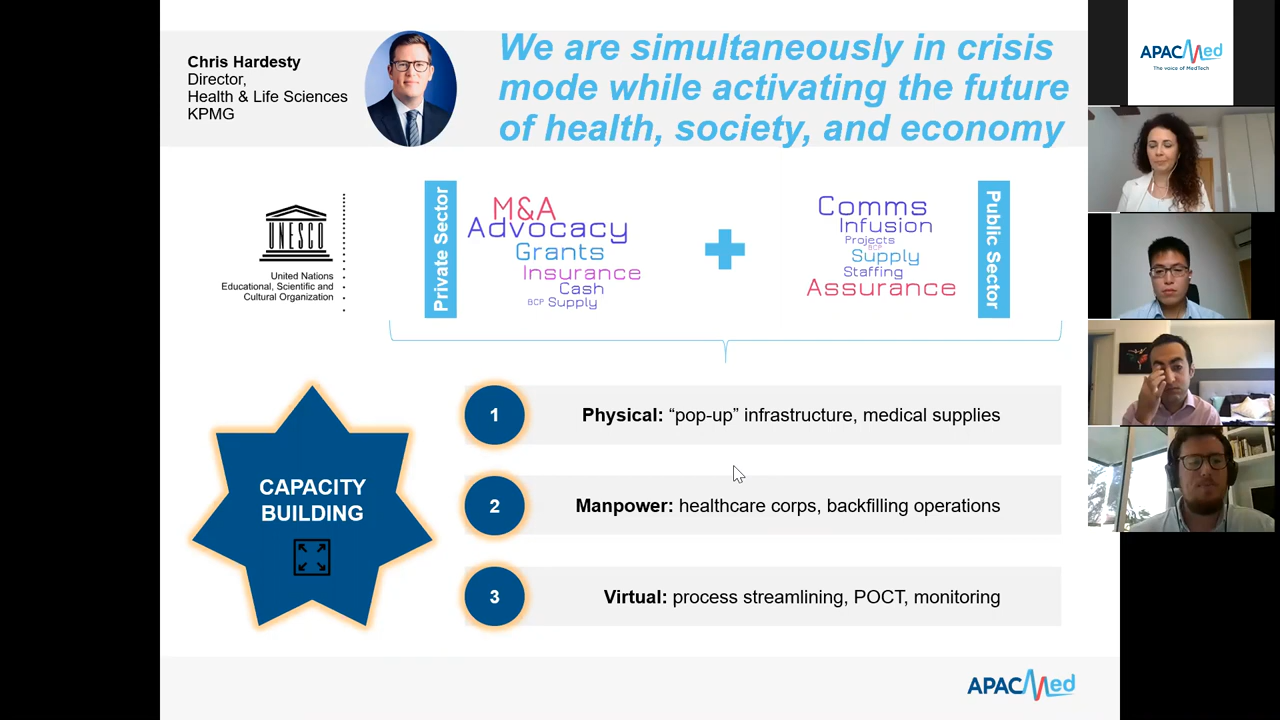 Chris Hardesty
Director,
Health & Life Sciences
KPMG
We are simultaneously in crisis
mode while activating the future
of health, society, and economy
UNESCO
United Nations
Educational, Scientific and
Cultural Organization
Private Sector
M&A
Advocacy
Grants
Insurance
Cash
BCP Supply
Comms
Infusion
Projects
BCP
Supply
Staffing
Assurance
Public Sector
CAPACITY
BUILDING
1
Physical: “pop-up” infrastructure, medical supplies
2
Manpower: healthcare corps, backfilling operations
3
Virtual: process streamlining, POCT, monitoring
APACMed
APACMed
The voice of MedTech